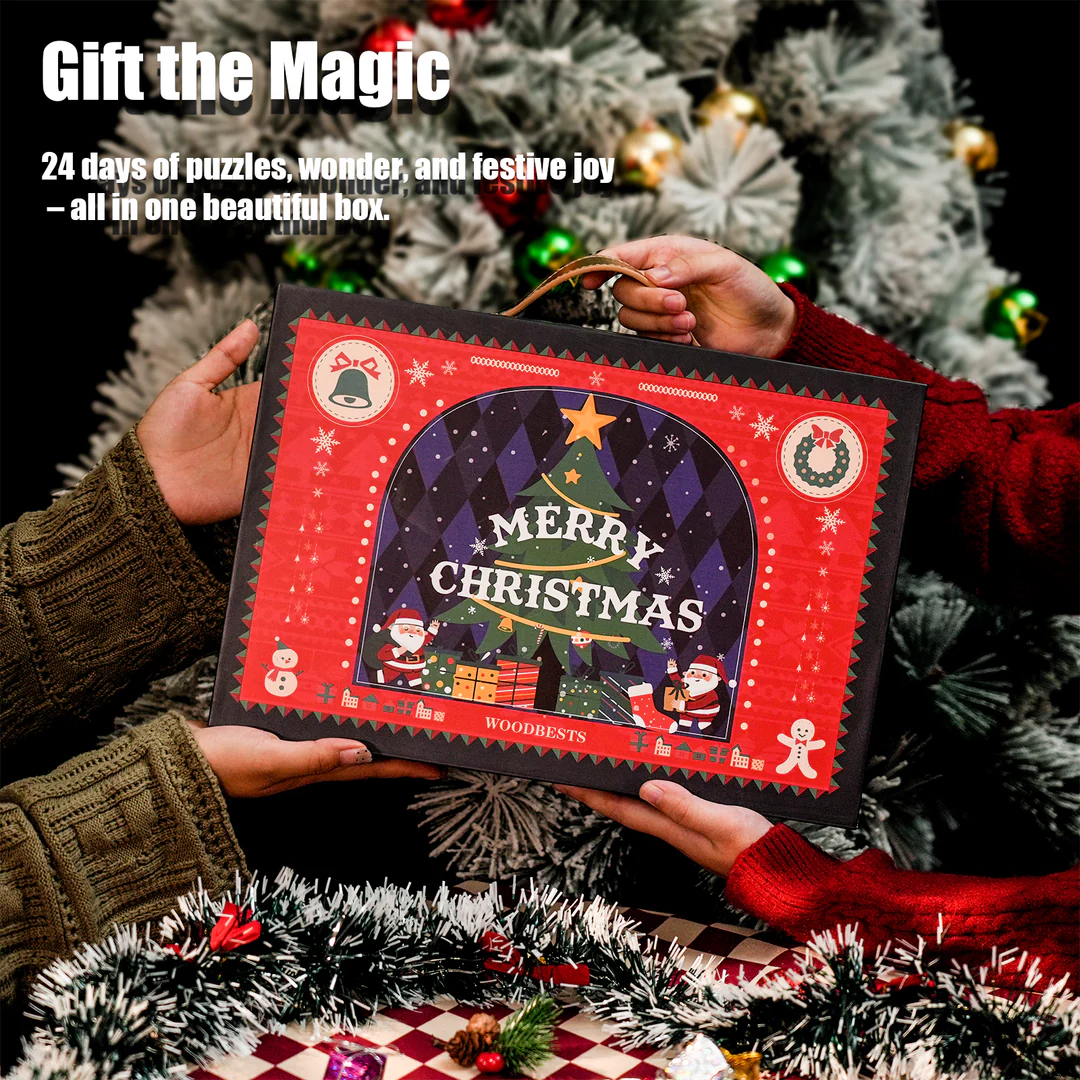 Gift the Magic
24 days of puzzles, wonder, and festive joy
– all in one beautiful box.
MERRY
CHRISTMAS
WOODBESTS